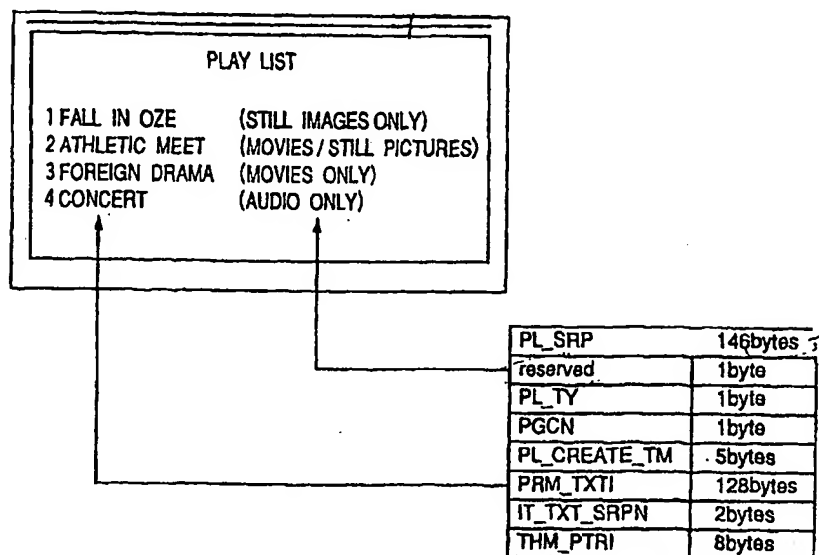 PLAY LIST
1 FALL IN OZE (STILL IMAGES ONLY)
2 ATHLETIC MEET (MOVIES / STILL PICTURES)
3 FOREIGN DRAMA (MOVIES ONLY)
4 CONCERT (AUDIO ONLY)
PL_SRP 146bytes
reserved 1byte
PL_TY 1byte
PGCN 1byte
PL_CREATE_TM 5bytes
PRM_TXTI 128bytes
IT_TXT_SRPN 2bytes
THM_PTRI 8bytes